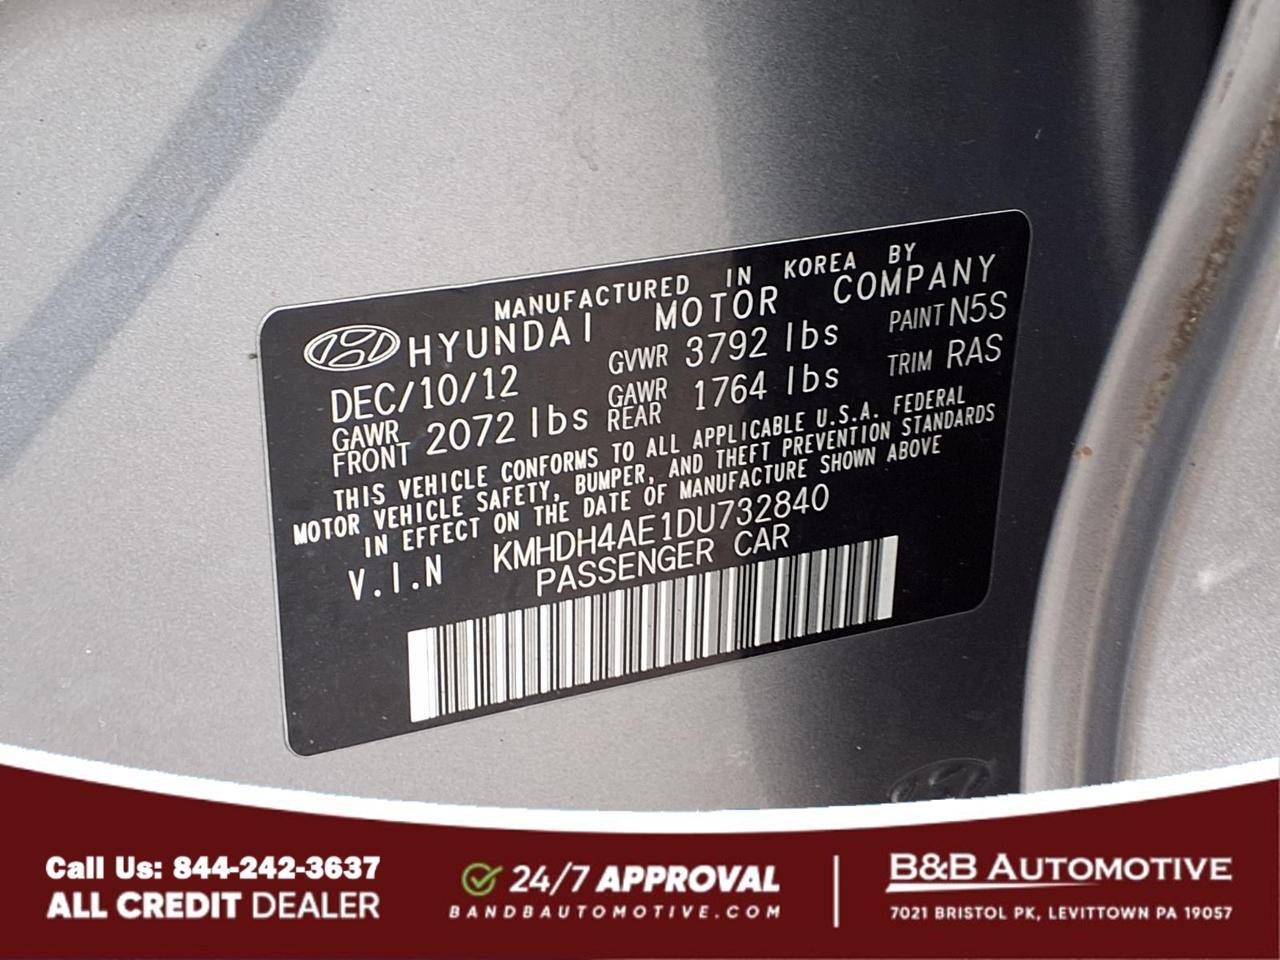 MANUFACTURED IN KOREA BY
HYUNDAI MOTOR COMPANY
DEC/10/12 GVWR 3792 lbs PAINT N5S
GAWR FRONT 2072 lbs GAWR REAR 1764 lbs TRIM RAS
THIS VEHICLE CONFORMS TO ALL APPLICABLE U.S.A. FEDERAL
MOTOR VEHICLE SAFETY, BUMPER, AND THEFT PREVENTION STANDARDS
IN EFFECT ON THE DATE OF MANUFACTURE SHOWN ABOVE
V.I.N KMHDH4AE1DU732840
PASSENGER CAR
Call Us: 844-242-3637
ALL CREDIT DEALER
24/7 APPROVAL
BANDBAUTOMOTIVE.COM
B&B AUTOMOTIVE
7021 BRISTOL PK, LEVITTOWN PA 19057